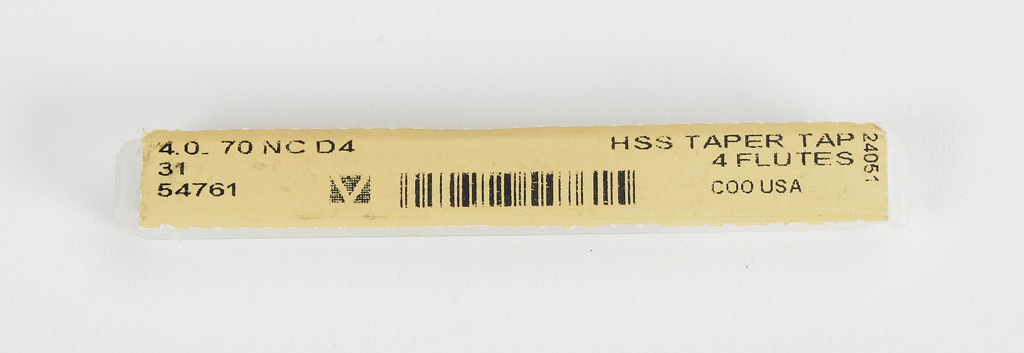 4.0- 70 NC D4
31
54761
HSS TAPER TAP
4 FLUTES
COO USA
24051